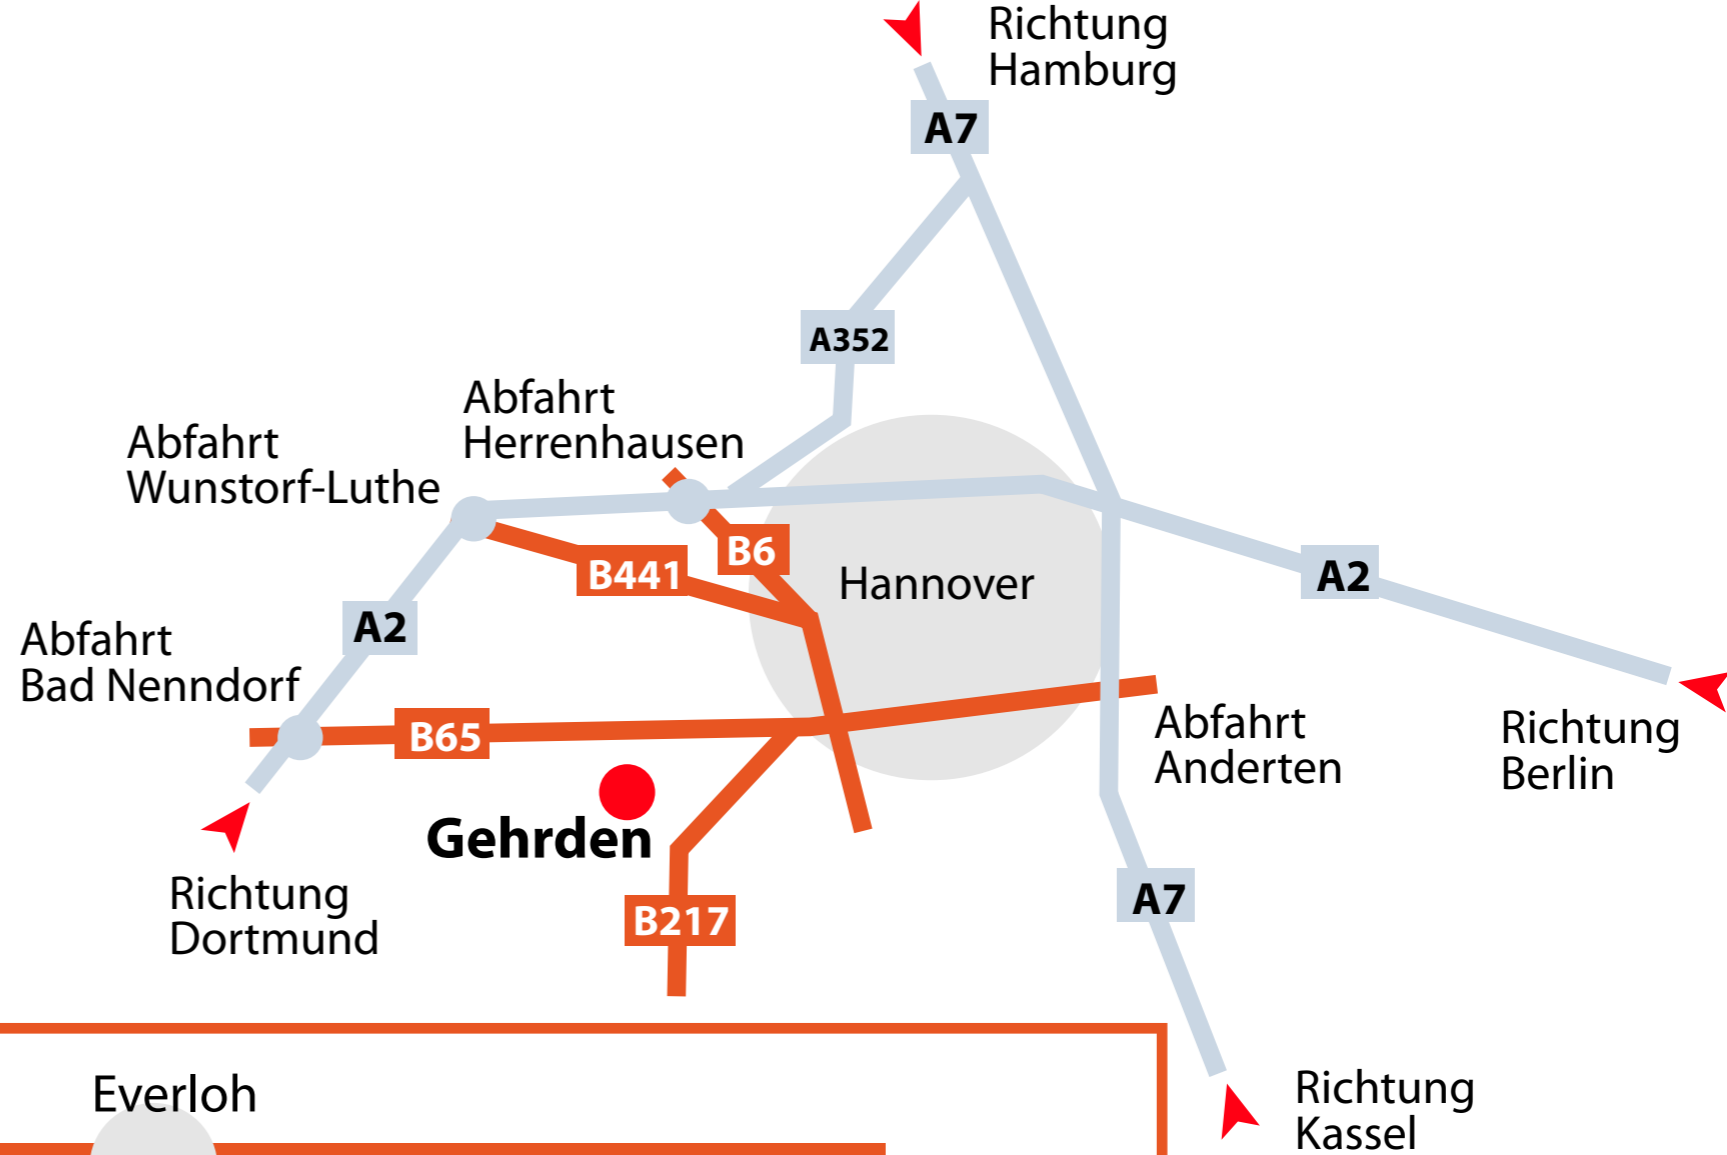 Richtung
Hamburg
A7
A352
Abfahrt
Herrenhausen
Abfahrt
Wunstorf-Luthe
B6
B441
Hannover
A2
A2
Abfahrt
Bad Nenndorf
B65
Abfahrt
Anderten
Richtung
Berlin
Gehrden
Richtung
Dortmund
B217
A7
Everloh
Richtung
Kassel